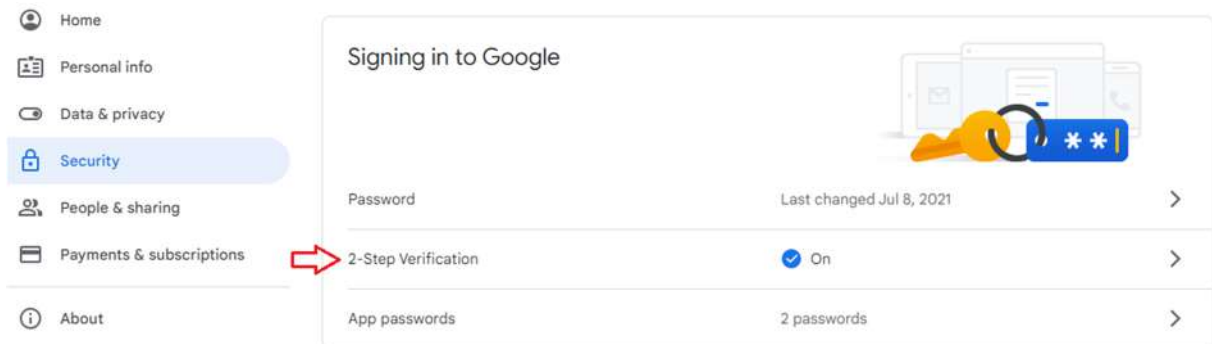 Home
Personal info
Data & privacy
Security
People & sharing
Payments & subscriptions
About
Signing in to Google
**
Password Last changed Jul 8, 2021
2-Step Verification On
App passwords 2 passwords